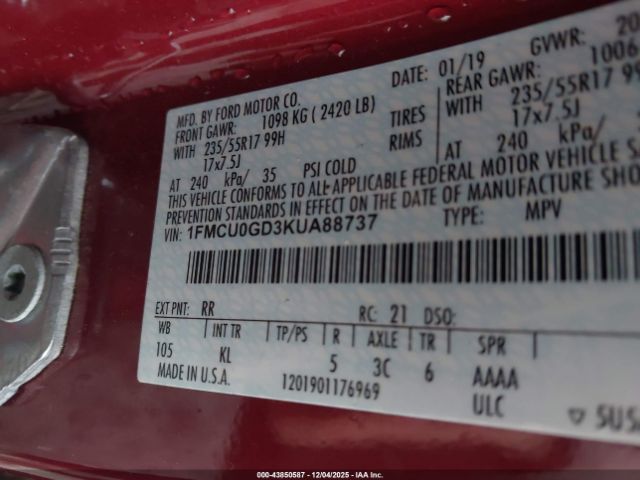 MFD. BY FORD MOTOR CO.
DATE: 01/19
GVWR: 20
FRONT GAWR: 1098 KG ( 2420 LB)
REAR GAWR: 1006
WITH 235/55R17 99H TIRES
WITH 235/55R17 99
17x7.5J RIMS
17x7.5J
AT 240 kPa/ 35 PSI COLD
AT 240 kPa/
THIS VEHICLE CONFORMS TO ALL APPLICABLE FEDERAL MOTOR VEHICLE S
PREVENTION STANDARDS IN EFFECT ON THE DATE OF MANUFACTURE SHO
VIN: 1FMCU0GD3KUA88737
TYPE: MPV
EXT PNT: RR RC: 21 DSO:
WB INT TR TP/PS R AXLE TR SPR
105 KL 5 3C 6 AAAA
MADE IN U.S.A. 1201901176969 ULC
000-43850587 - 12/04/2025 - IAA Inc.